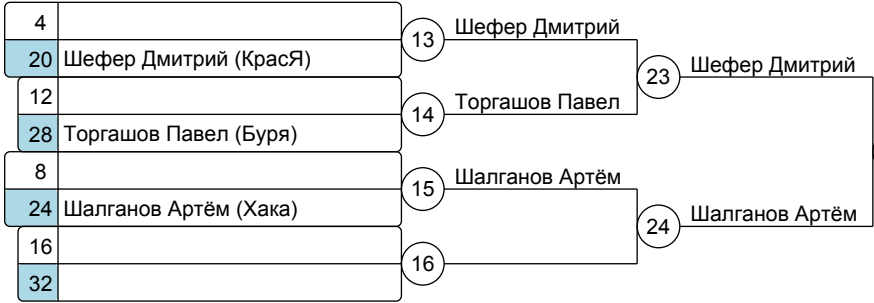 4
20 Шефер Дмитрий (КрасЯ)
12
28 Торгашов Павел (Буря)
8
24 Шалганов Артём (Хака)
16
32
13 Шефер Дмитрий
14 Торгашов Павел
15 Шалганов Артём
16
23 Шефер Дмитрий
24 Шалганов Артём